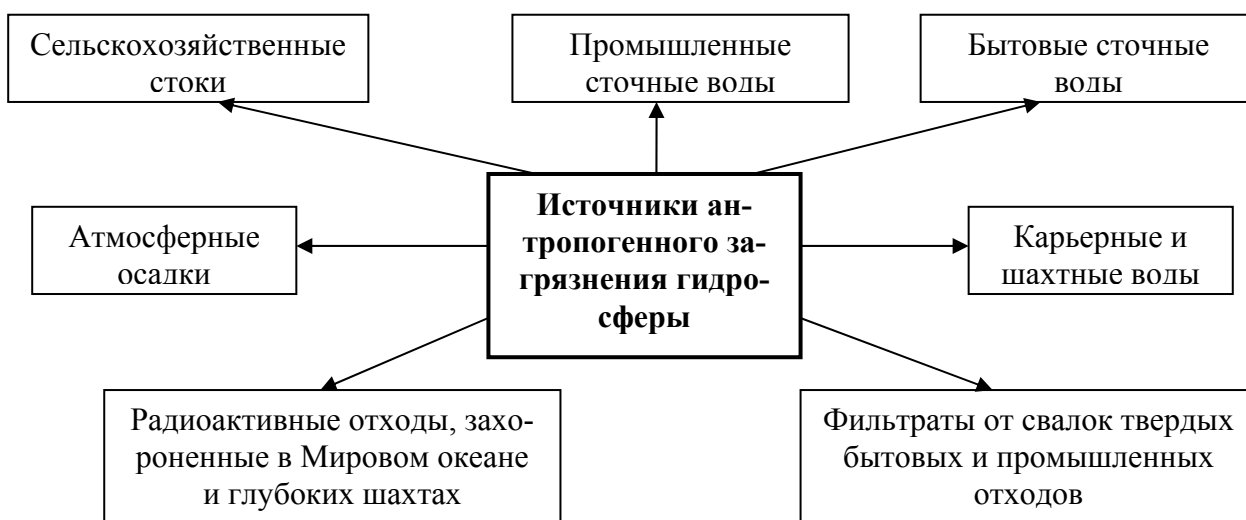 Сельскохозяйственные
стоки
Промышленные
сточные воды
Бытовые сточные
воды
Источники ан-
тропогенного за-
грязнения гидро-
сферы
Атмосферные
осадки
Карьерные и
шахтные воды
Радиоактивные отходы, захо-
роненные в Мировом океане
и глубоких шахтах
Фильтраты от свалок твердых
бытовых и промышленных
отходов